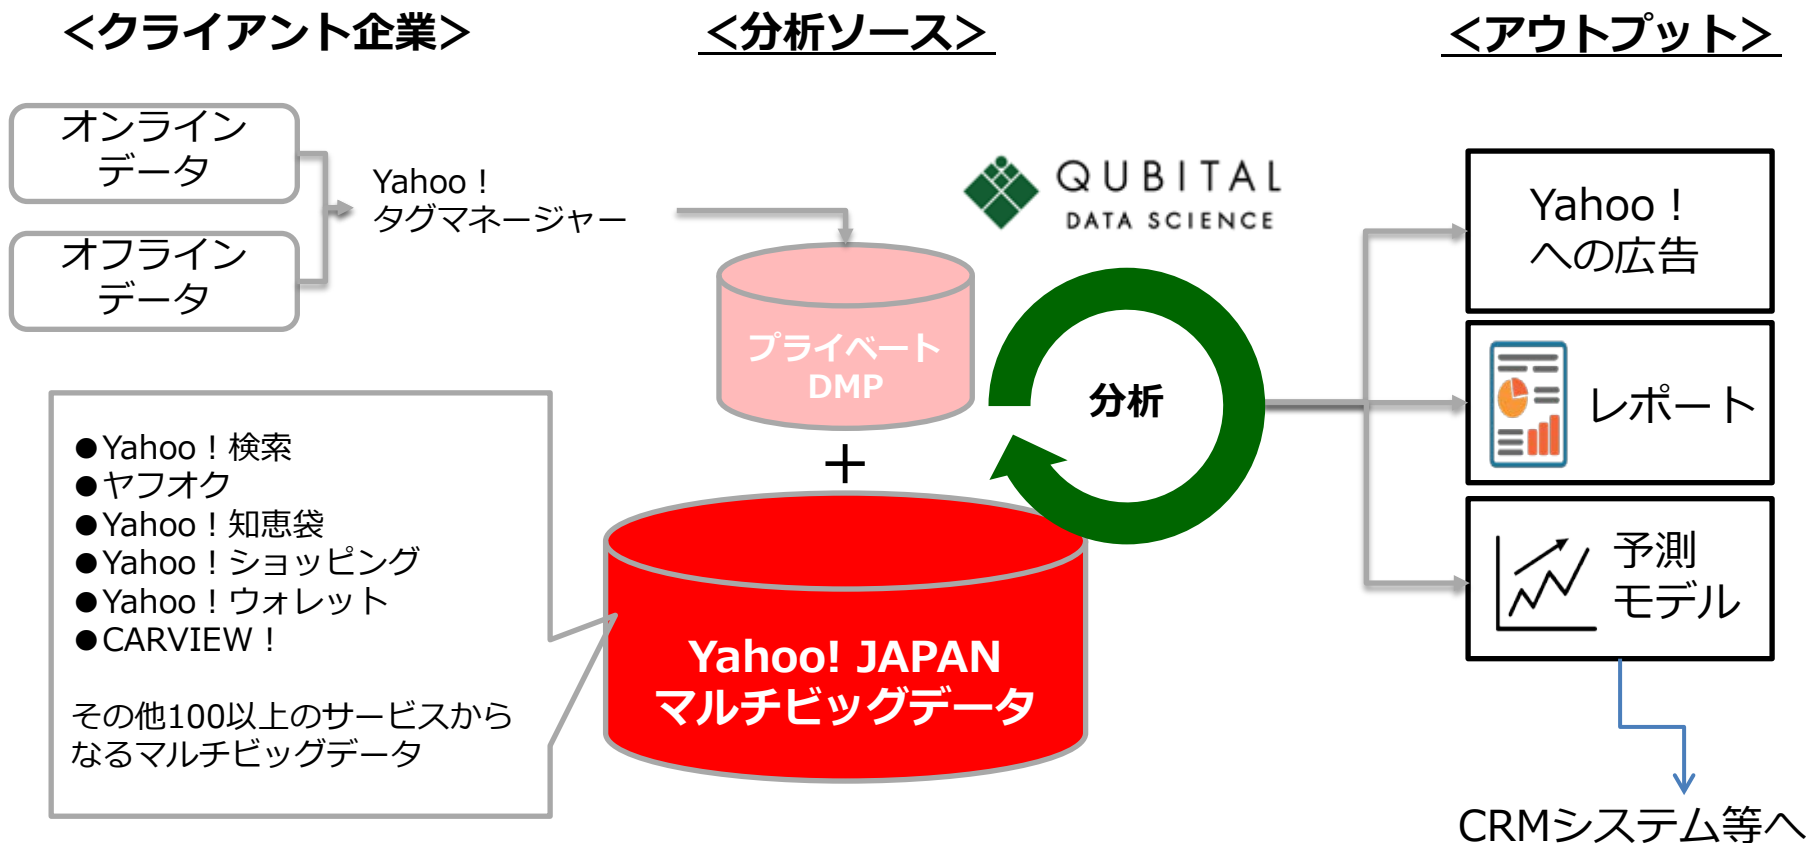 ＜クライアント企業＞
＜分析ソース＞
＜アウトプット＞
オンライン
データ
オフライン
データ
Yahoo！
タグマネージャー
QUBITAL
DATA SCIENCE
プライベート
DMP
＋
分析
●Yahoo！検索
●ヤフオク
●Yahoo！知恵袋
●Yahoo！ショッピング
●Yahoo！ウォレット
●CARVIEW！
その他100以上のサービスから
なるマルチビッグデータ
Yahoo! JAPAN
マルチビッグデータ
Yahoo！
への広告
レポート
予測
モデル
CRMシステム等へ